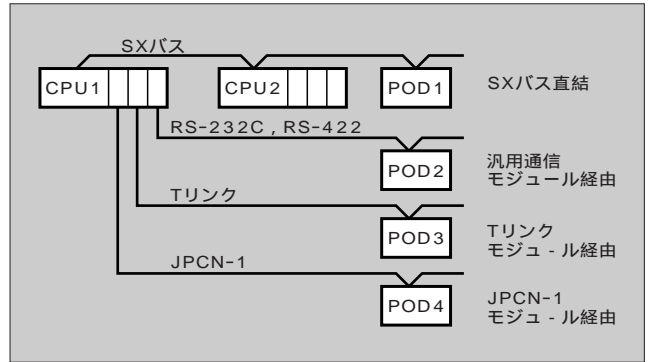 SXバス
CPU1
CPU2
POD1
SXバス直結
RS-232C , RS-422
POD2
汎用通信
モジュール経由
Tリンク
POD3
Tリンク
モジュ-ル経由
JPCN-1
POD4
JPCN-1
モジュ-ル経由